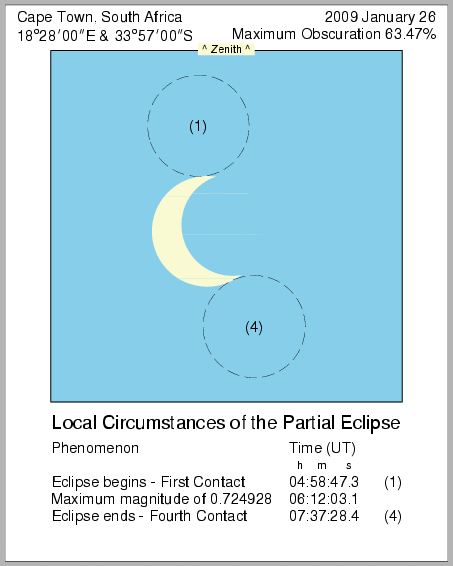 Cape Town, South Africa 2009 January 26
18°28'00"E & 33°57'00"S Maximum Obscuration 63.47%
^ Zenith ^
(1)
(4)
Local Circumstances of the Partial Eclipse
Phenomenon Time (UT)
h m s
Eclipse begins - First Contact 04:58:47.3 (1)
Maximum magnitude of 0.724928 06:12:03.1
Eclipse ends - Fourth Contact 07:37:28.4 (4)